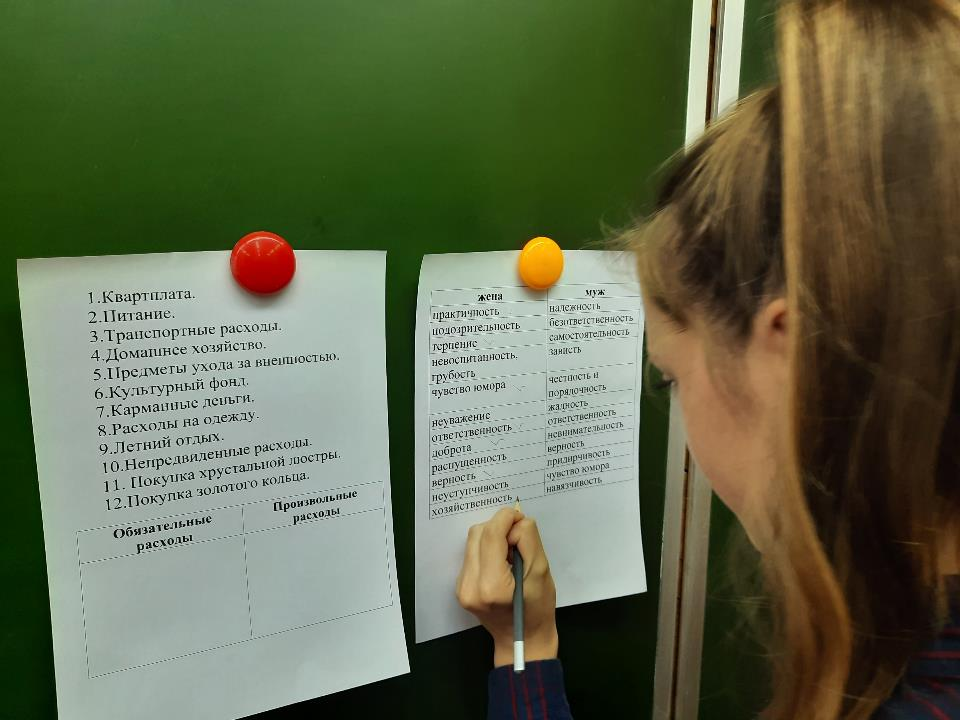 1.Квартплата.
2.Питание.
3.Транспортные расходы.
4.Домашнее хозяйство.
5.Предметы ухода за внешностью.
6.Культурный фонд.
7.Карманные деньги.
8.Расходы на одежду.
9.Летний отдых.
10.Непредвиденные расходы.
11. Покупка хрустальной люстры.
12.Покупка золотого кольца.
Обязательные расходы
Произвольные расходы
жена
муж
практичность
надежность
подозрительность
безответственность
терпение
самостоятельность
невоспитанность,
зависть
грубость
чувство юмора
честность и
порядочность
неуважение
жадность
ответственность
ответственность
доброта
невнимательность
распущенность
верность
верность
придирчивость
неуступчивость
чувство юмора
хозяйственность
навязчивость